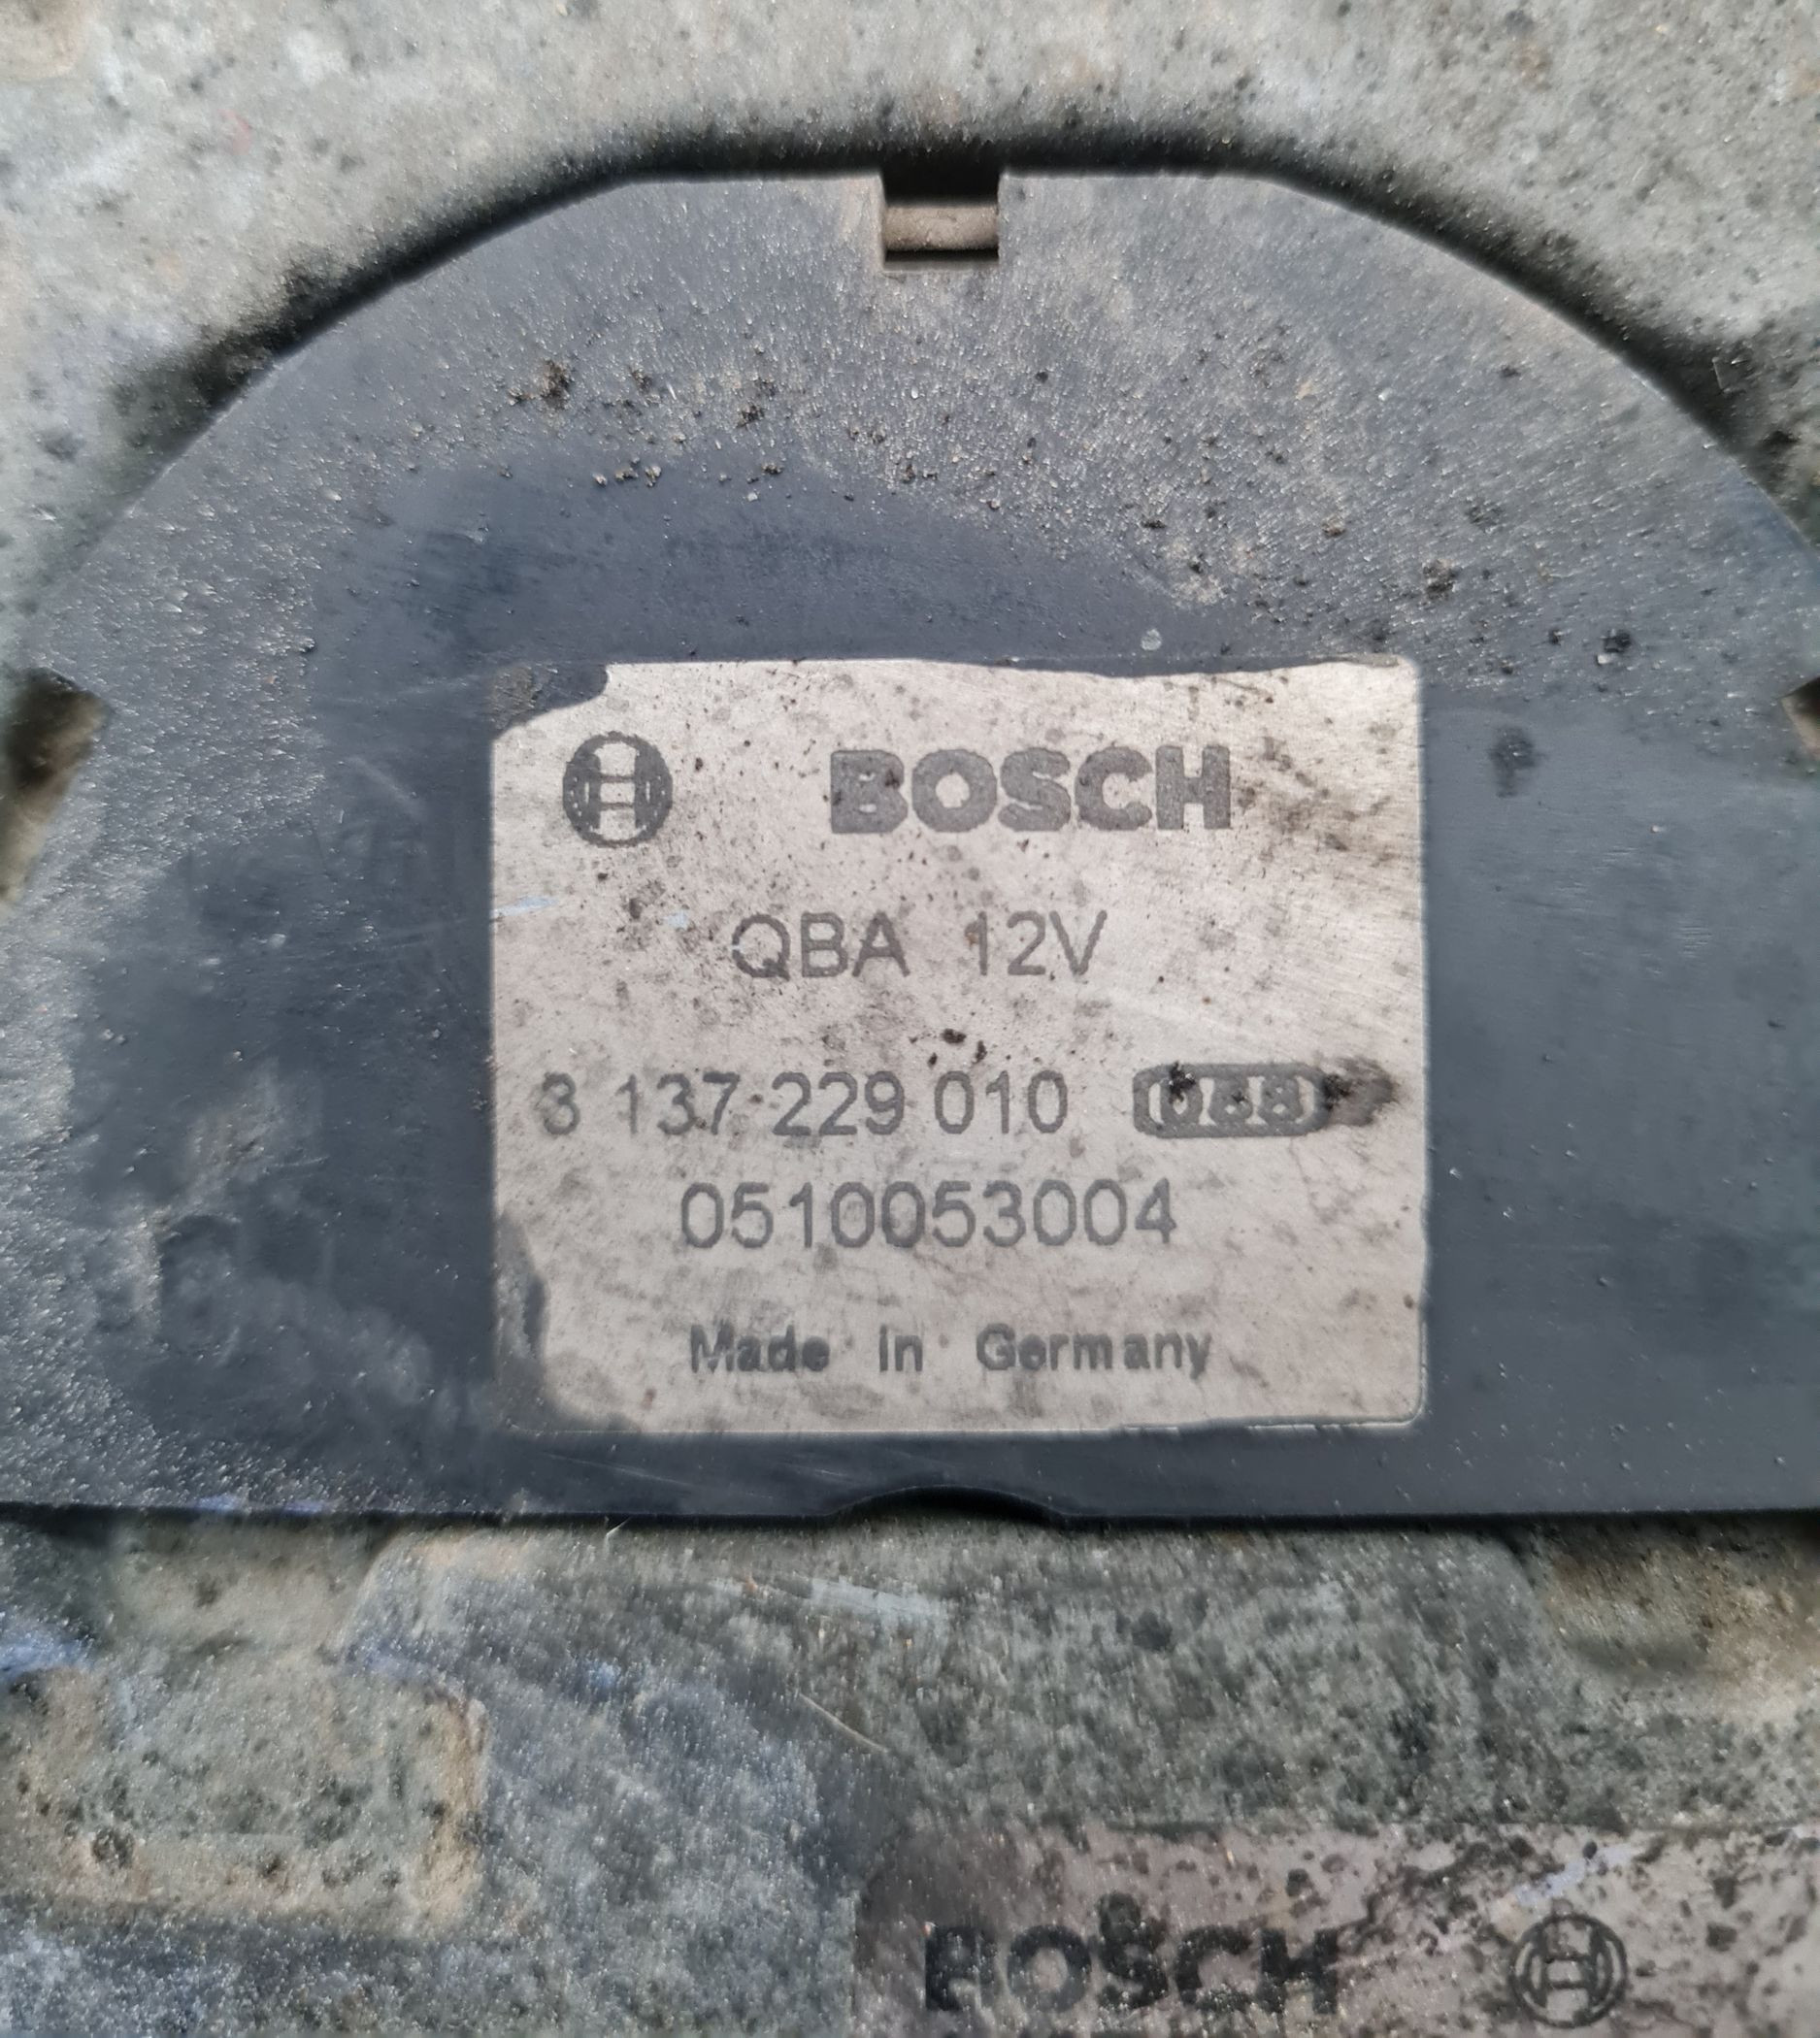 BOSCH
QBA 12V
3 137 229 010
0510053004
Made in Germany
BOSCH